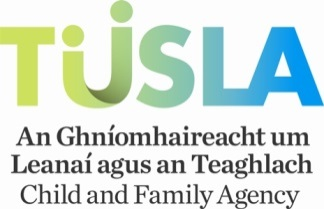 TUSLA
An Ghníomhaireacht um
Leanaí agus an Teaghlach
Child and Family Agency